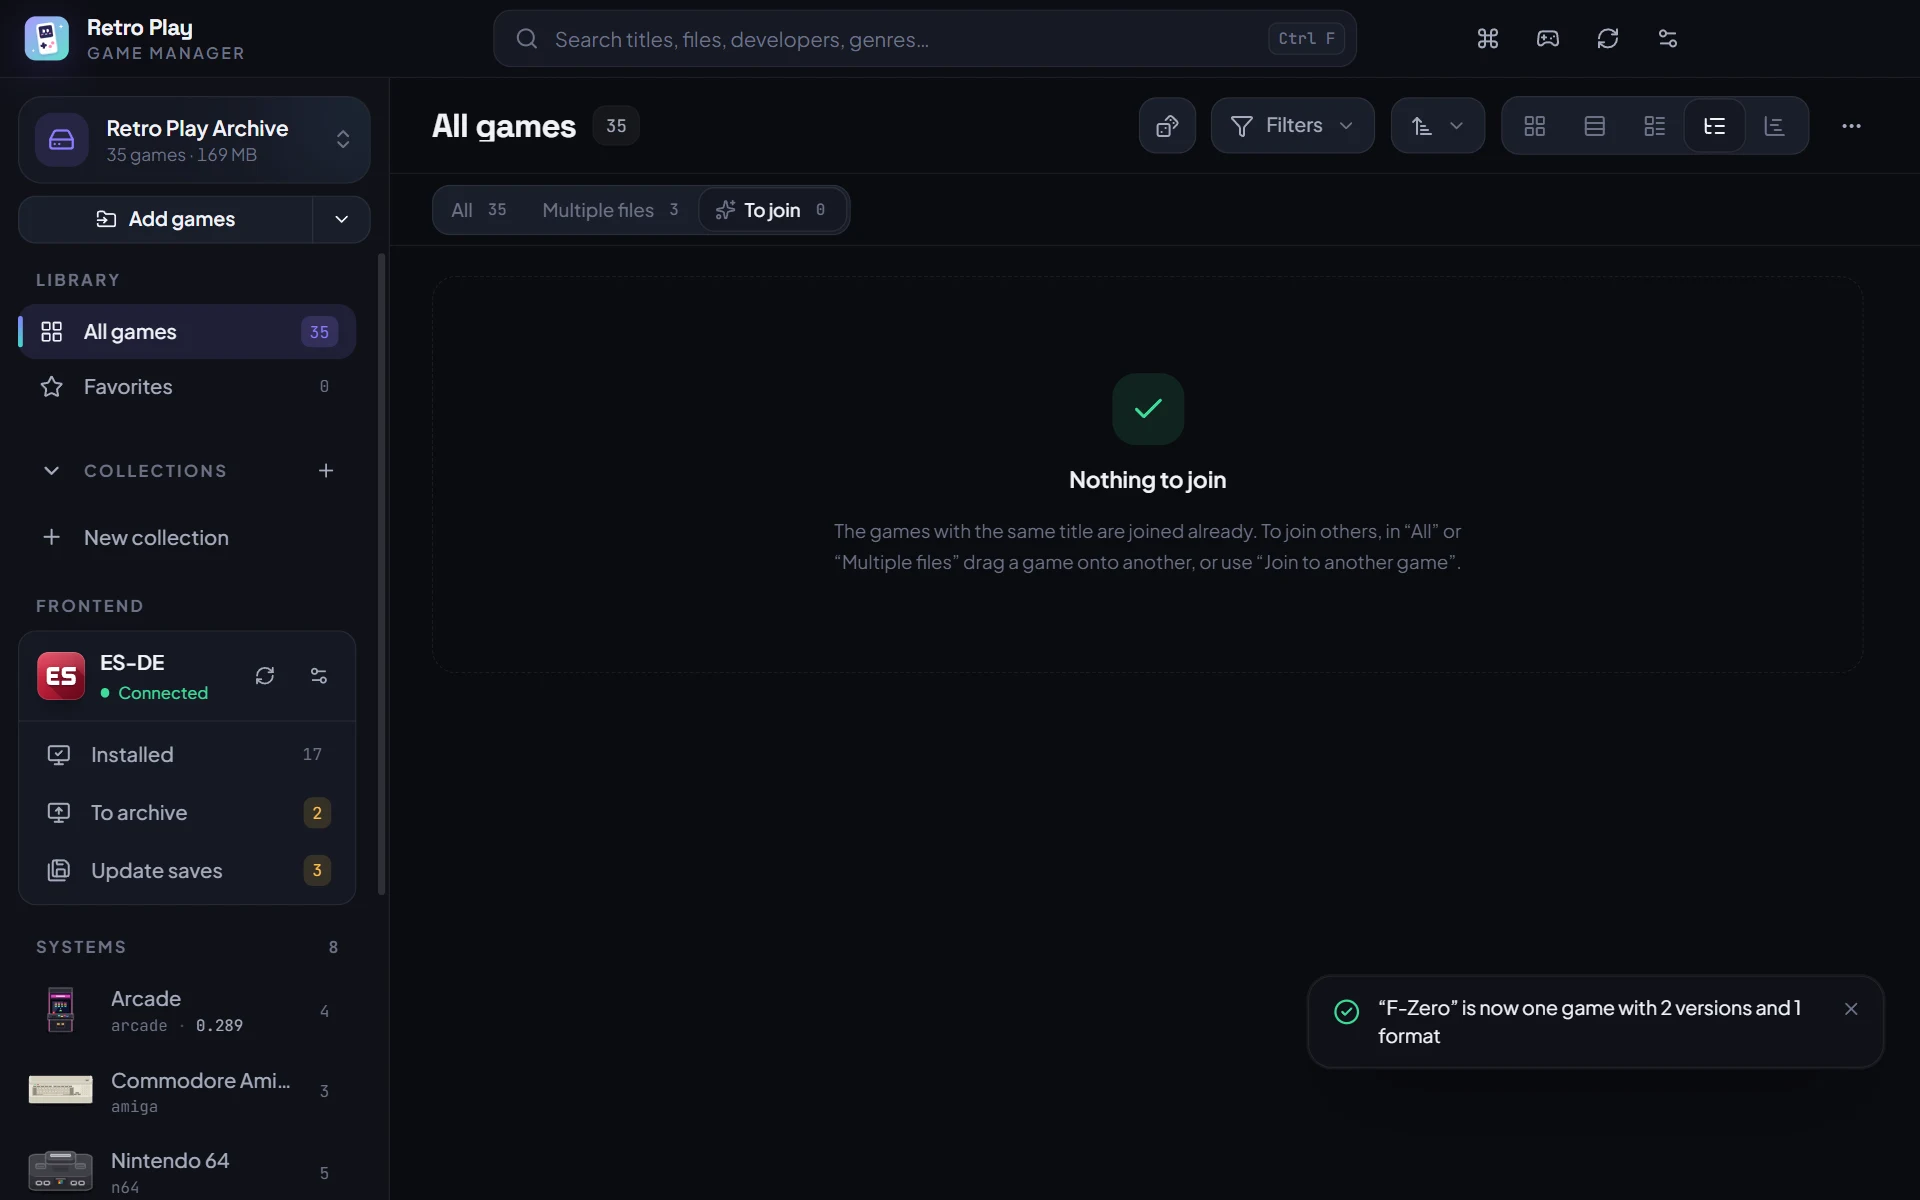 Retro Play
GAME MANAGER
Search titles, files, developers, genres…
Ctrl F
Retro Play Archive
35 games · 169 MB
Add games
LIBRARY
All games
35
Favorites
0
COLLECTIONS
New collection
FRONTEND
ES
ES-DE
Connected
Installed
17
To archive
2
Update saves
3
SYSTEMS
8
Arcade
arcade · 0.289
4
Commodore Ami…
amiga
3
Nintendo 64
n64
5
All games
35
Filters
All 35
Multiple files 3
To join 0
Nothing to join
The games with the same title are joined already. To join others, in “All” or
“Multiple files” drag a game onto another, or use “Join to another game”.
“F-Zero” is now one game with 2 versions and 1
format